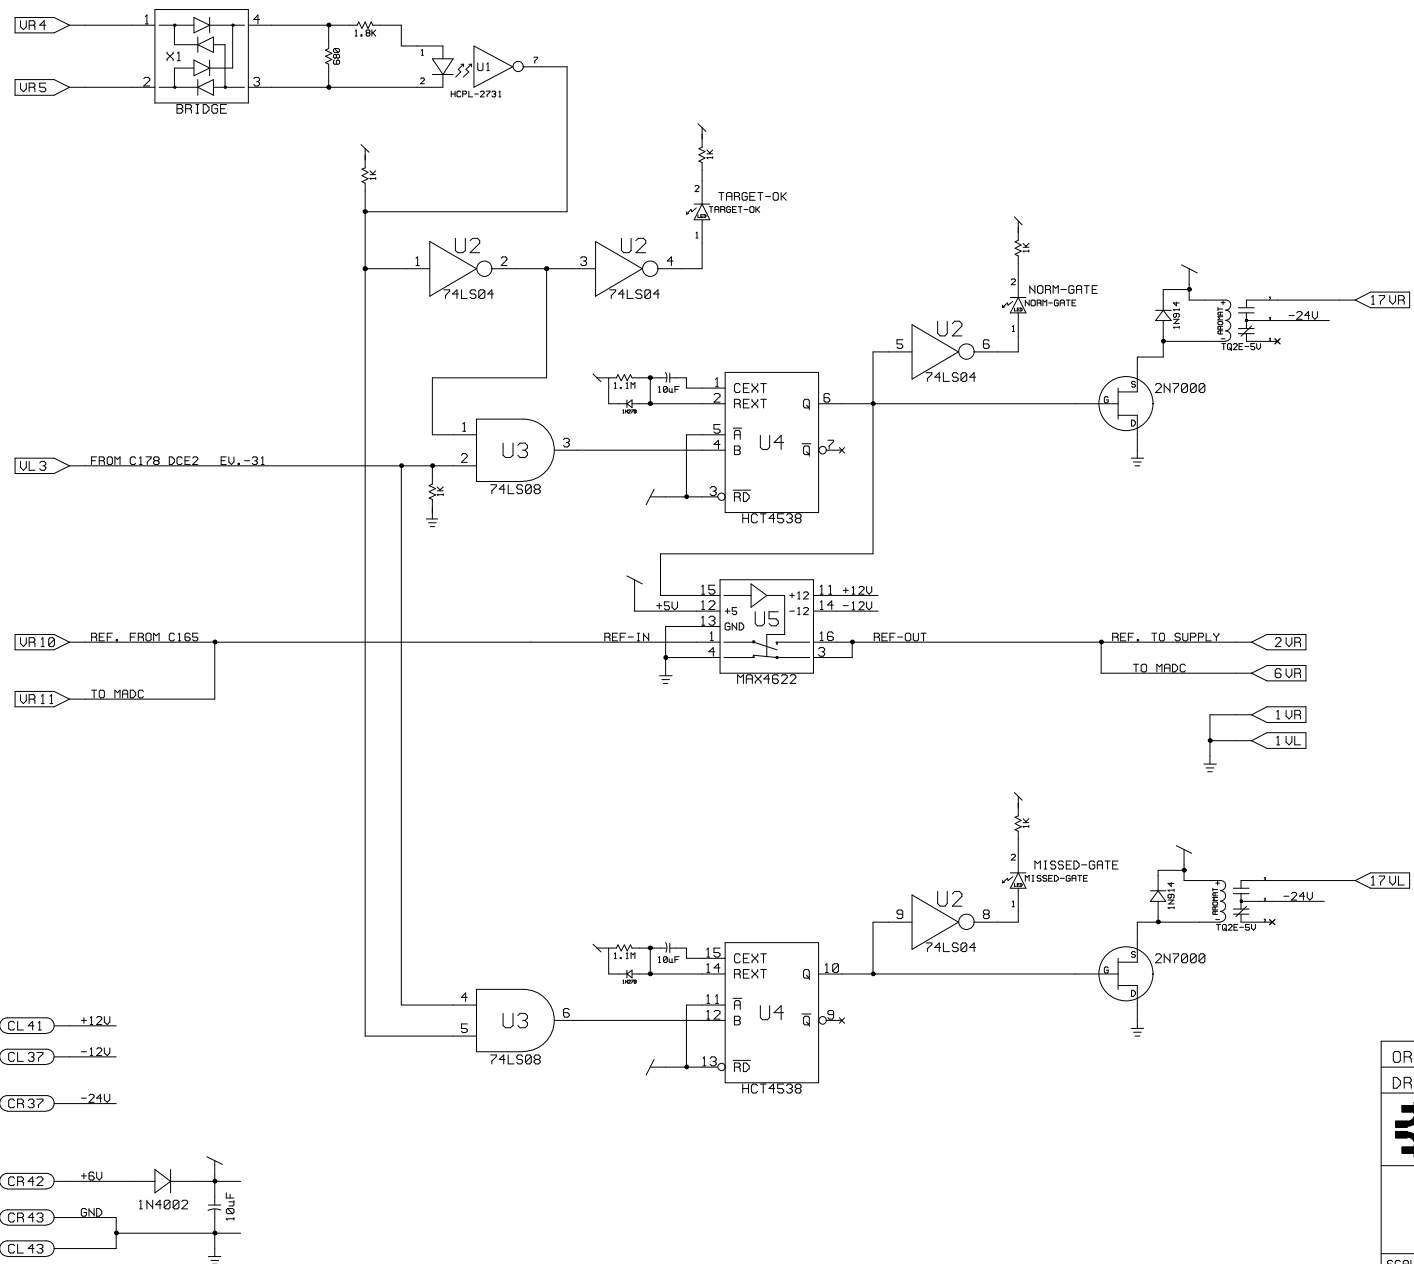 VR4
1
4
1.8K
680
X1
1
2
U1
7
HCPL-2731
VR5
2
3
BRIDGE
1K
1K
2
TARGET-OK
TARGET-OK
LED
1
U2
1
2
74LS04
U2
3
4
74LS04
1K
2
NORM-GATE
NORM-GATE
LED
1
U2
5
6
74LS04
1N914
AROMAT
+
-
TQ2E-5V
17VR
-24V
1.1M
10uF
1N270
1
CEXT
2
REXT
Q
6
5
A
4
B
U4
Q
7
3
RD
HCT4538
S
G
D
2N7000
VL3
FROM C178 DCE2 EV.-31
1
2
U3
3
74LS08
1K
15
+12
11
+12V
+5V
12
+5
-12
14
-12V
13
GND
U5
VR10
REF. FROM C165
REF-IN
1
16
REF-OUT
REF. TO SUPPLY
2VR
4
3
MAX4622
TO MADC
6VR
VR11
TO MADC
1VR
1VL
1K
2
MISSED-GATE
MISSED-GATE
LED
1
U2
9
8
74LS04
1N914
AROMAT
+
-
TQ2E-5V
17VL
-24V
1.1M
10uF
1N270
15
CEXT
14
REXT
Q
10
11
A
12
B
U4
Q
9
13
RD
HCT4538
S
G
D
2N7000
4
5
U3
6
74LS08
CL41
+12V
CL37
-12V
CR37
-24V
CR42
+6V
1N4002
10uF
CR43
GND
CL43
OR
DR